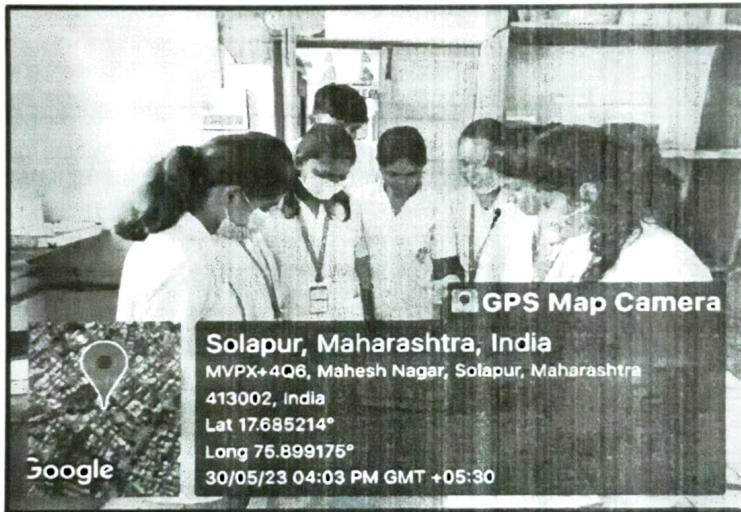 GPS Map Camera
Solapur, Maharashtra, India
MVPX+4Q6, Mahesh Nagar, Solapur, Maharashtra
413002, India
Lat 17.685214°
Long 75.899175°
30/05/23 04:03 PM GMT +05:30
Google